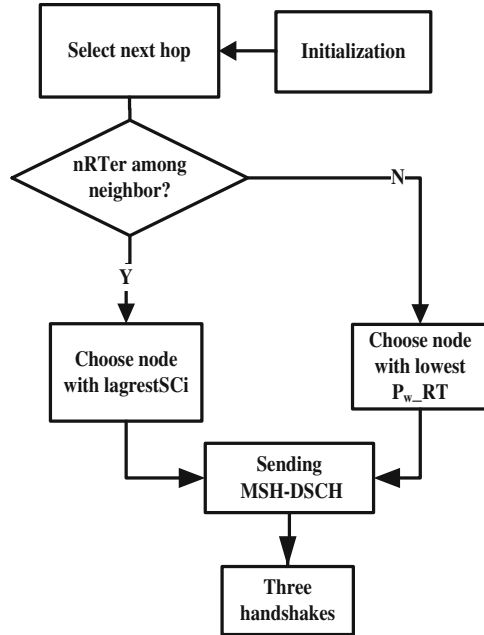 Select next hop
Initialization
nRTer among
neighbor?
N
Y
Choose node
with lagrestSCi
Choose node
with lowest
Pw_RT
Sending
MSH-DSCH
Three
handshakes